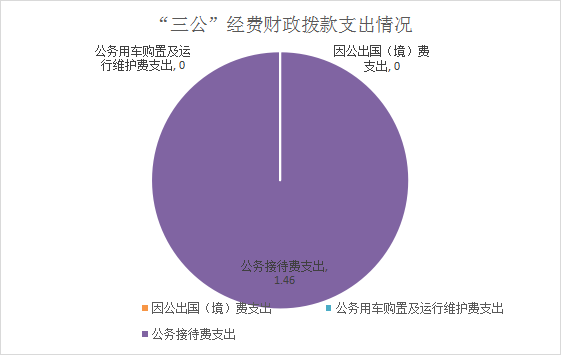 “三公”经费财政拨款支出情况
公务用车购置及运
行维护费支出, 0
因公出国（境）费
支出, 0
公务接待费支出,
1.46
因公出国（境）费支出
公务用车购置及运行维护费支出
公务接待费支出